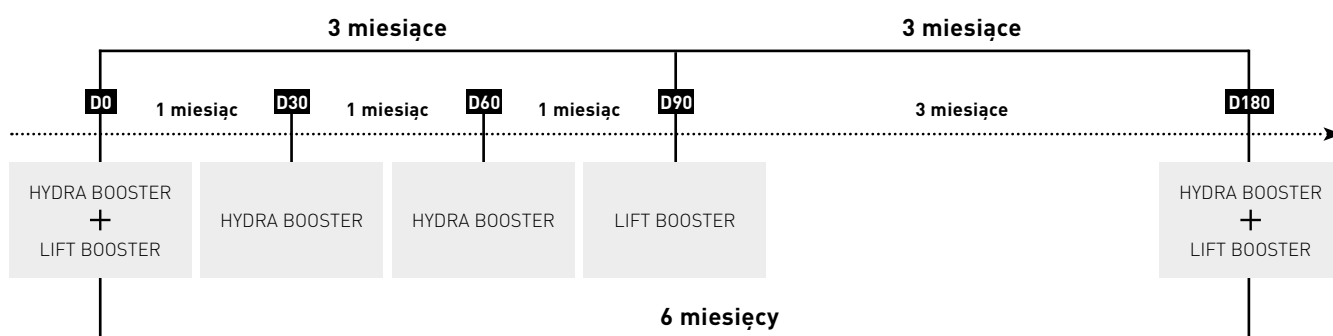 3 miesiące 3 miesiące
D0 1 miesiąc D30 1 miesiąc D60 1 miesiąc D90 3 miesiące D180
HYDRA BOOSTER
+
LIFT BOOSTER
HYDRA BOOSTER
HYDRA BOOSTER
LIFT BOOSTER
HYDRA BOOSTER
+
LIFT BOOSTER
6 miesięcy